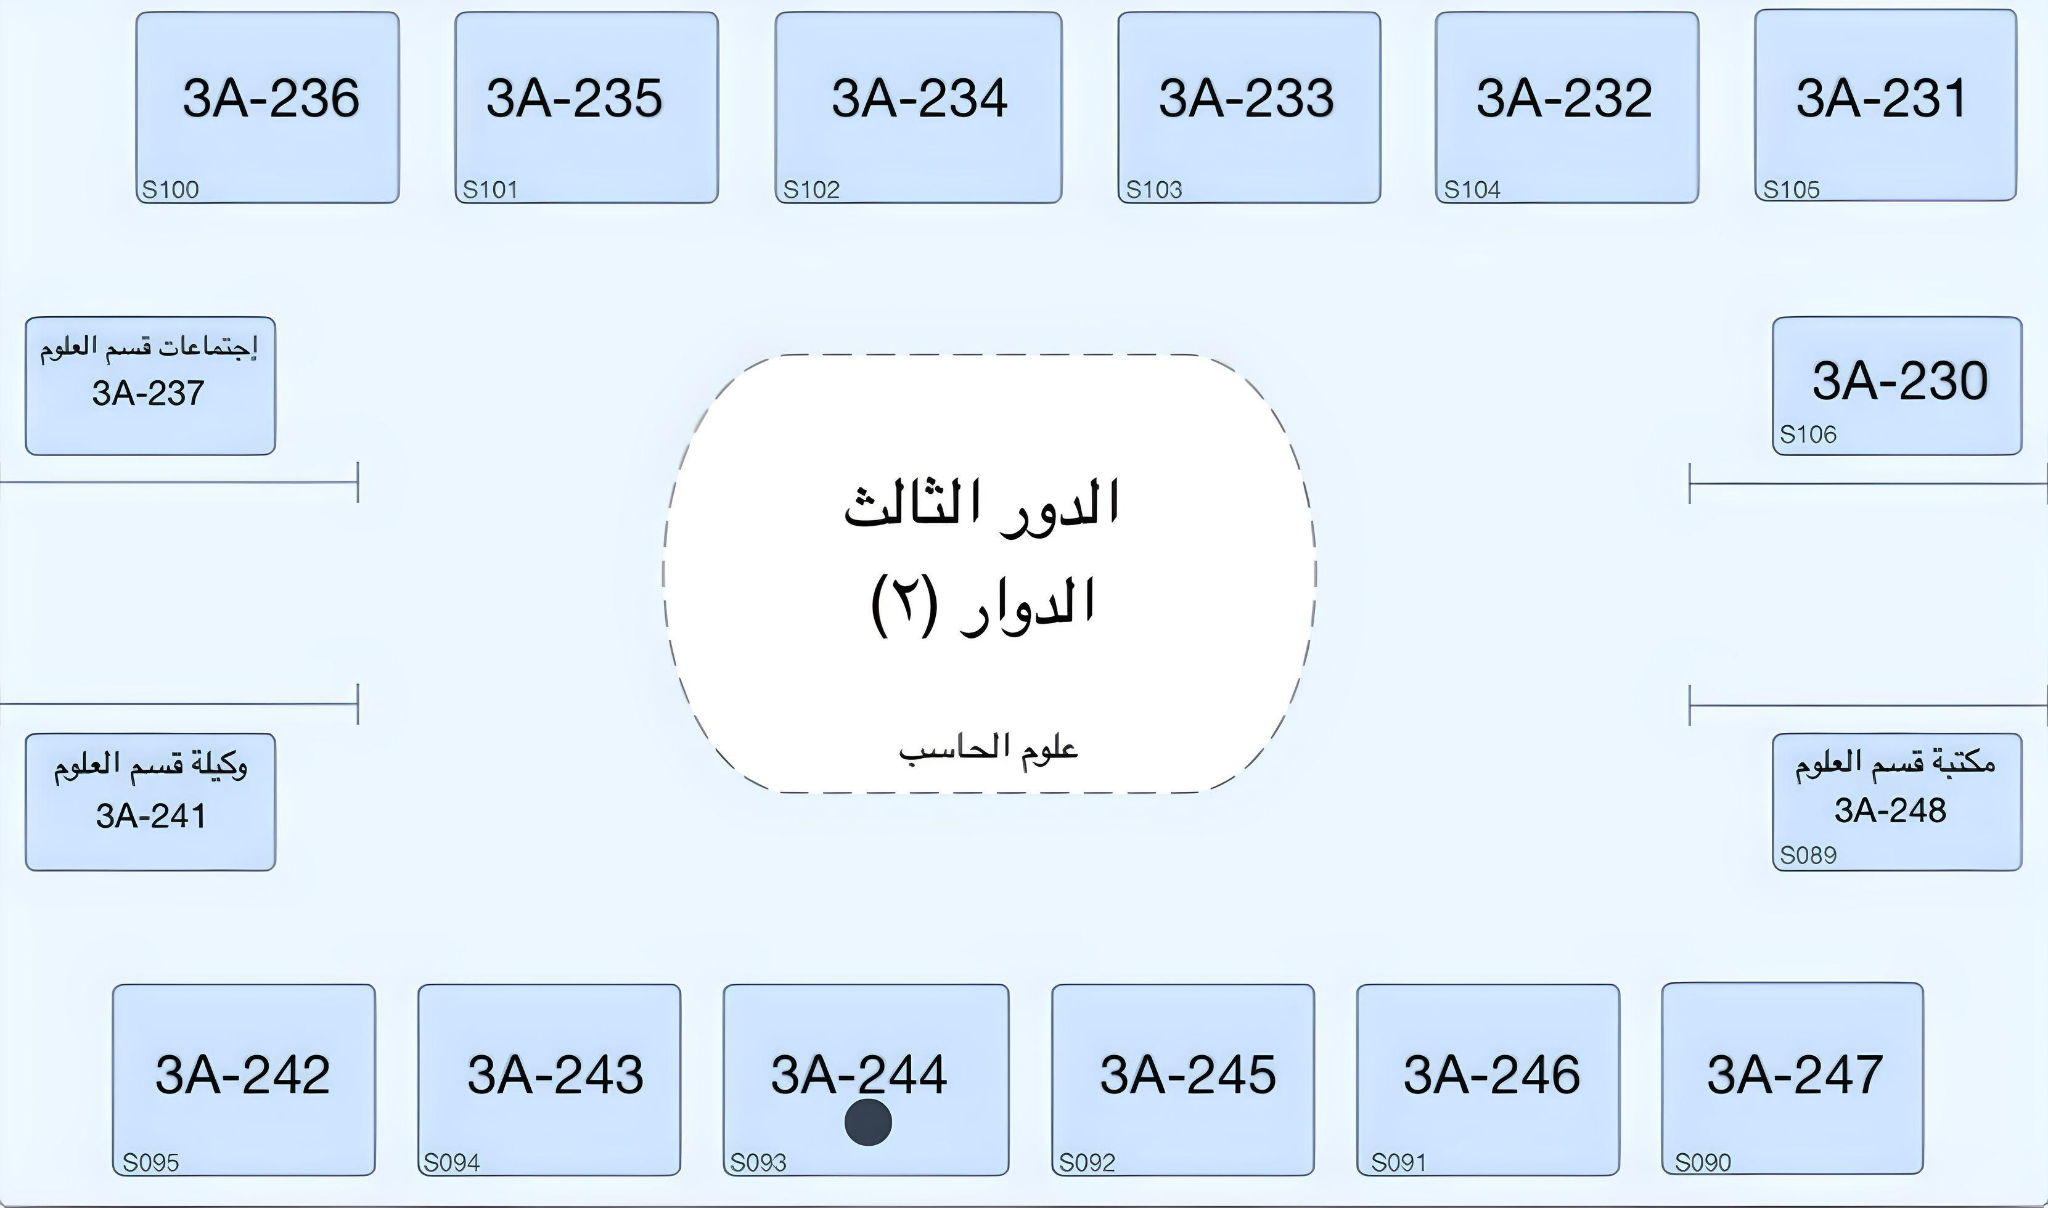 3A-236
S100
3A-235
S101
3A-234
S102
3A-233
S103
3A-232
S104
3A-231
S105
إجتماعات قسم العلوم
3A-237
3A-230
S106
الدور الثالث
الدوار (٢)
علوم الحاسب
وكيلة قسم العلوم
3A-241
مكتبة قسم العلوم
3A-248
S089
3A-242
S095
3A-243
S094
3A-244
S093
3A-245
S092
3A-246
S091
3A-247
S090